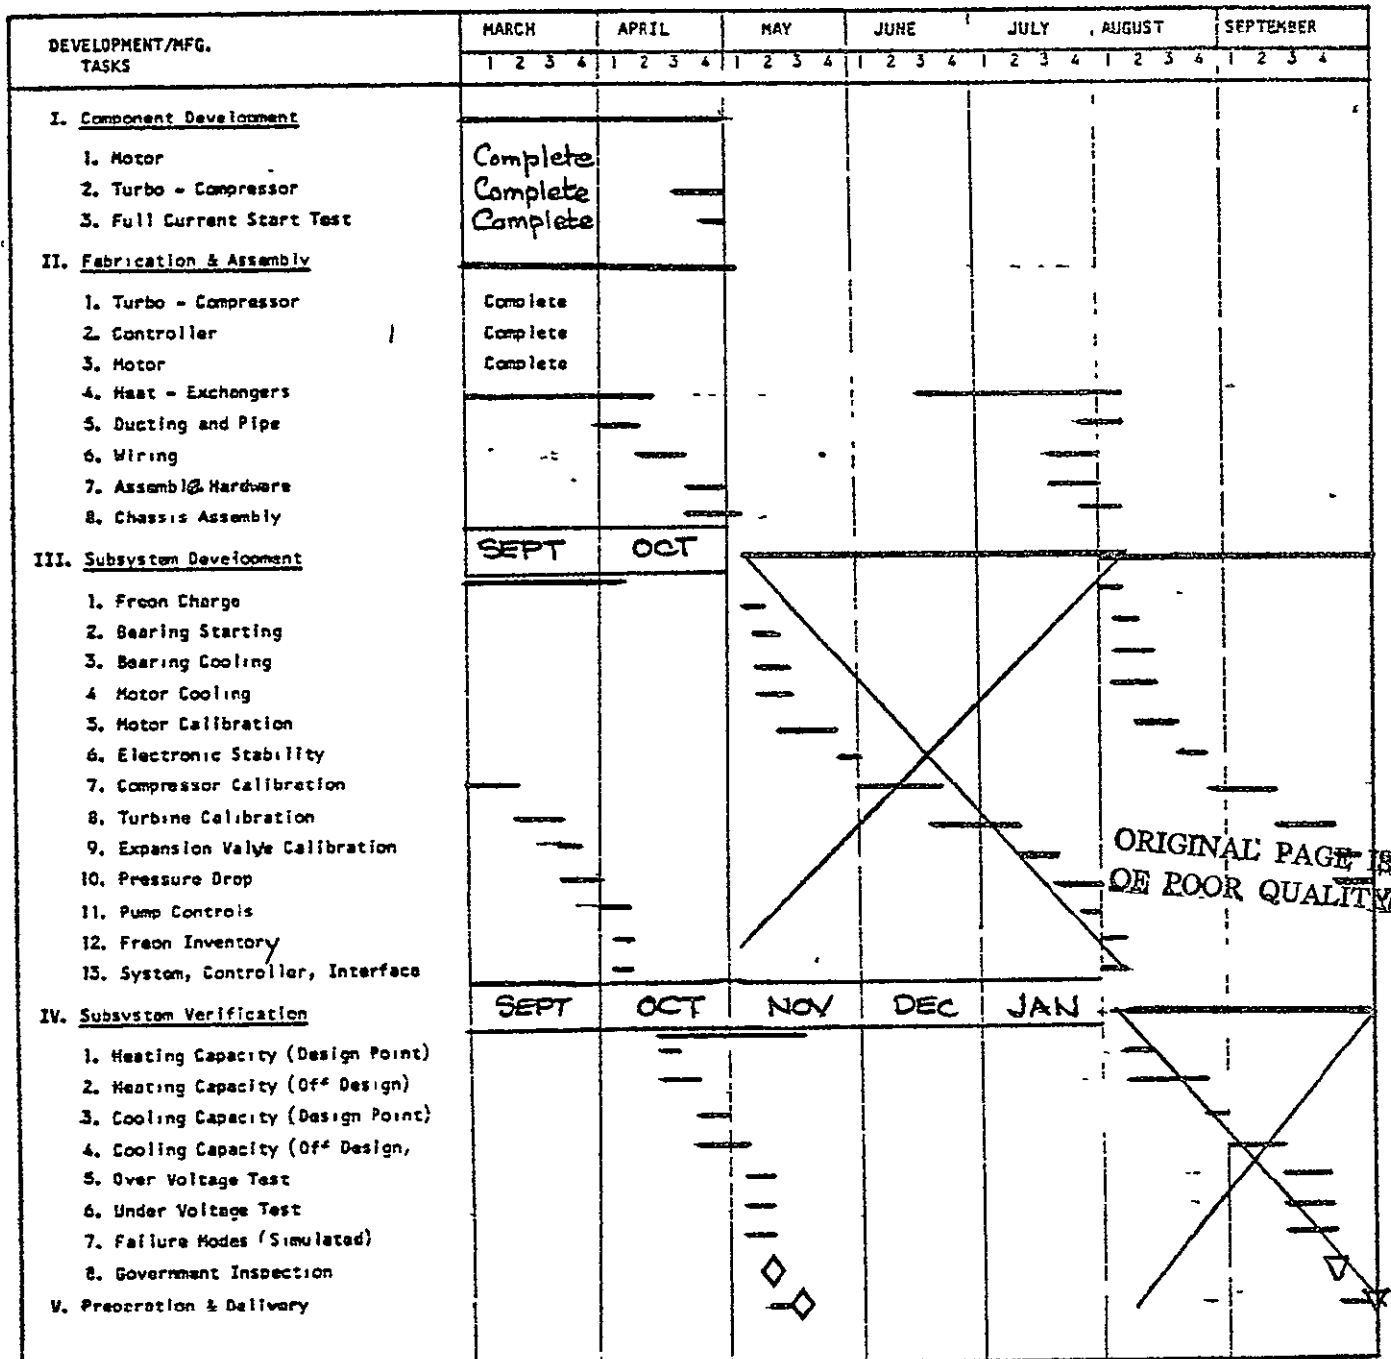 DEVELOPMENT/MFG.
TASKS
MARCH APRIL MAY JUNE JULY AUGUST SEPTEMBER
1 2 3 4 1 2 3 4 1 2 3 4 1 2 3 4 1 2 3 4 1 2 3 4 1 2 3 4
I. Component Development
1. Motor Complete
2. Turbo - Compressor Complete
3. Full Current Start Test Complete
II. Fabrication & Assembly
1. Turbo - Compressor Complete
2. Controller Complete
3. Motor Complete
4. Heat - Exchangers
5. Ducting and Pipe
6. Wiring
7. Assemble Hardware
8. Chassis Assembly
SEPT OCT
III. Subsystem Development
1. Freon Charge
2. Bearing Starting
3. Bearing Cooling
4 Motor Cooling
5. Motor Calibration
6. Electronic Stability
7. Compressor Calibration
8. Turbine Calibration
9. Expansion Valve Calibration
10. Pressure Drop
11. Pump Controls
12. Freon Inventory
13. System, Controller, Interface
ORIGINAL PAGE IS
OF POOR QUALITY
SEPT OCT NOV DEC JAN
IV. Subsystem Verification
1. Heating Capacity (Design Point)
2. Heating Capacity (Off Design)
3. Cooling Capacity (Design Point)
4. Cooling Capacity (Off Design,
5. Over Voltage Test
6. Under Voltage Test
7. Failure Modes (Simulated)
8. Government Inspection
V. Preparation & Delivery